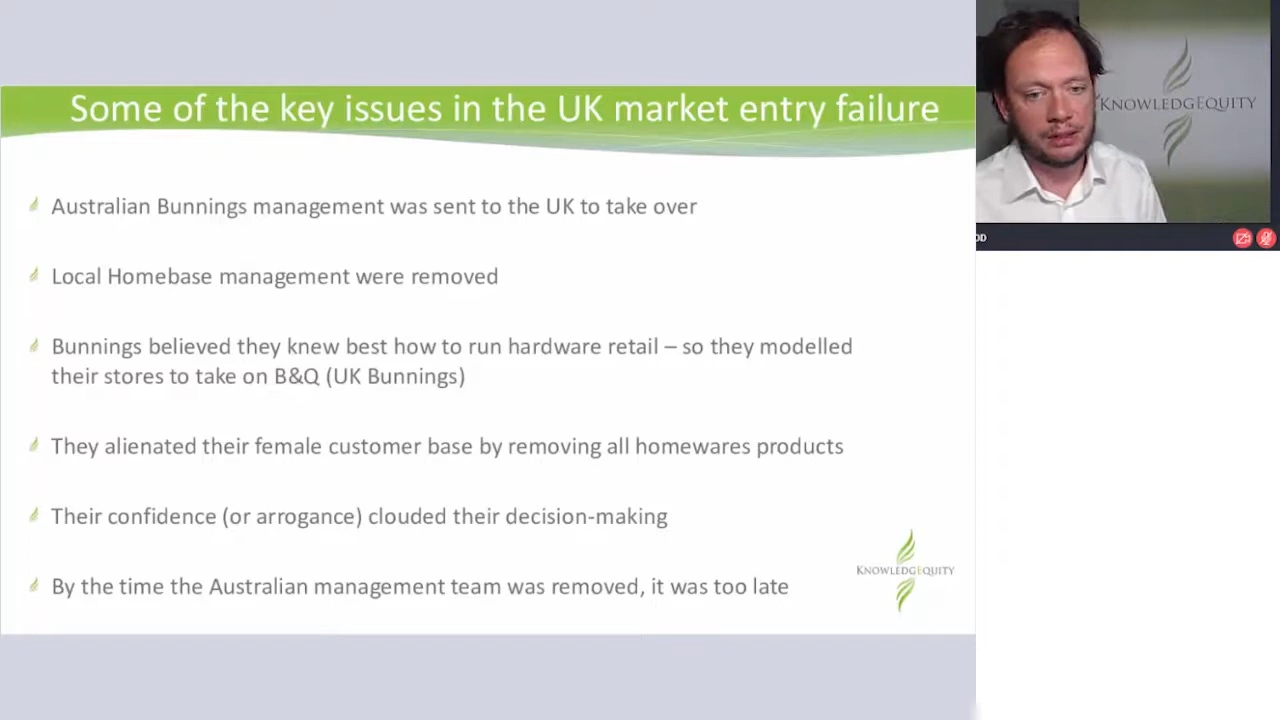 Some of the key issues in the UK market entry failure
Australian Bunnings management was sent to the UK to take over
Local Homebase management were removed
Bunnings believed they knew best how to run hardware retail – so they modelled
their stores to take on B&Q (UK Bunnings)
They alienated their female customer base by removing all homewares products
Their confidence (or arrogance) clouded their decision-making
By the time the Australian management team was removed, it was too late
KNOWLEDGEQUITY
KNOWLEDGEQUITY
OD